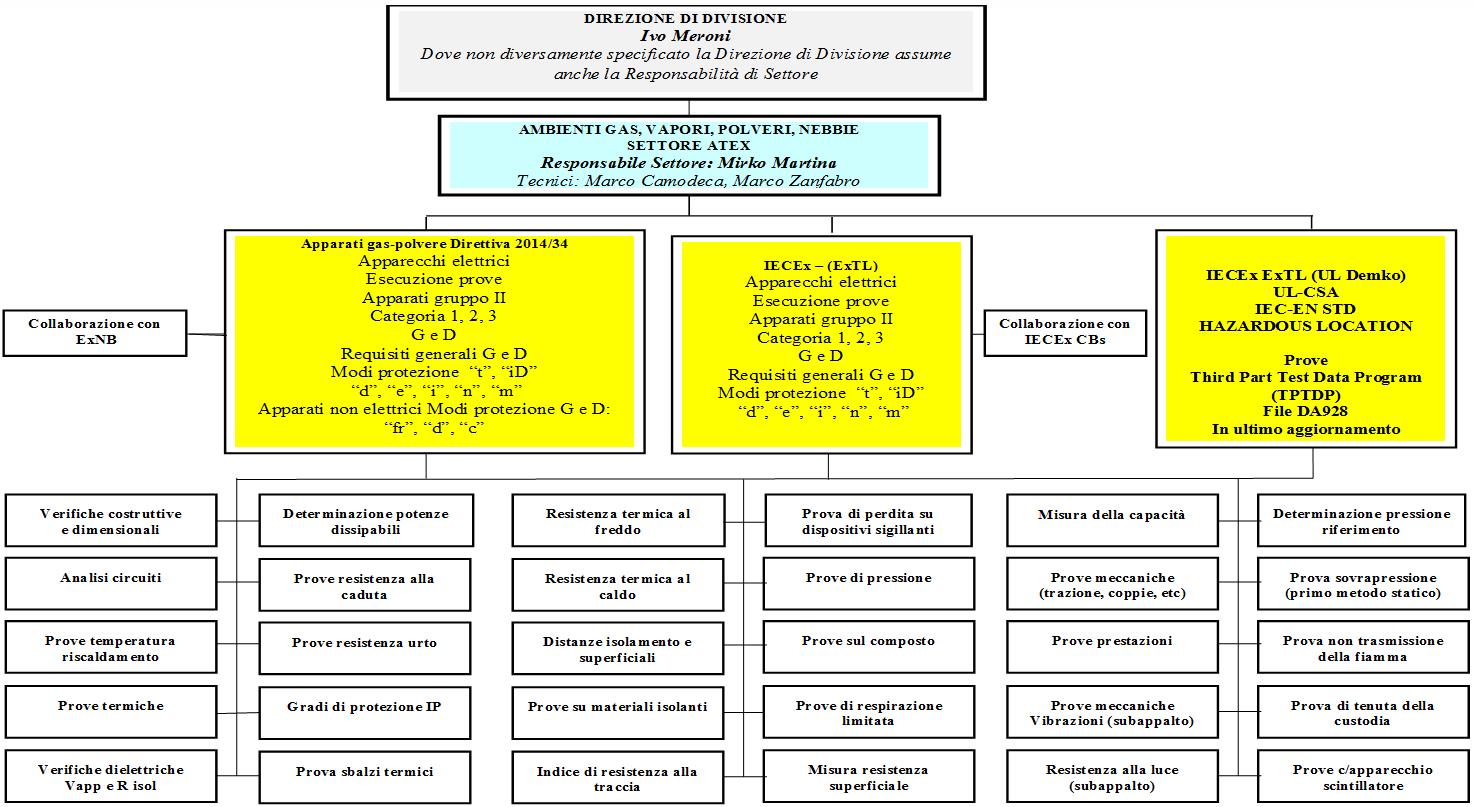 DIREZIONE DI DIVISIONE
Ivo Meroni
Dove non diversamente specificato la Direzione di Divisione assume
anche la Responsabilità di Settore
AMBIENTI GAS, VAPORI, POLVERI, NEBBIE
SETTORE ATEX
Responsabile Settore: Mirko Martina
Tecnici: Marco Camodeca, Marco Zanfabro
Collaborazione con
ExNB
Apparati gas-polvere Direttiva 2014/34
Apparecchi elettrici
Esecuzione prove
Apparati gruppo II
Categoria 1, 2, 3
G e D
Requisiti generali G e D
Modi protezione “t”, “iD”
“d”, “e”, “i”, “n”, “m”
Apparati non elettrici Modi protezione G e D:
“fr”, “d”, “c”
IECEx – (ExTL)
Apparecchi elettrici
Esecuzione prove
Apparati gruppo II
Categoria 1, 2, 3
G e D
Requisiti generali G e D
Modi protezione “t”, “iD”
“d”, “e”, “i”, “n”, “m”
Collaborazione con
IECEx CBs
IECEx ExTL (UL Demko)
UL-CSA
IEC-EN STD
HAZARDOUS LOCATION
Prove
Third Part Test Data Program
(TPTDP)
File DA928
In ultimo aggiornamento
Verifiche costruttive
e dimensionali
Determinazione potenze
dissipabili
Resistenza termica al
freddo
Prova di perdita su
dispositivi sigillanti
Misura della capacità
Determinazione pressione
riferimento
Analisi circuiti
Prove resistenza alla
caduta
Resistenza termica al
caldo
Prove di pressione
Prove meccaniche
(trazione, coppie, etc)
Prova sovrapressione
(primo metodo statico)
Prove temperatura
riscaldamento
Prove resistenza urto
Distanze isolamento e
superficiali
Prove sul composto
Prove prestazioni
Prova non trasmissione
della fiamma
Prove termiche
Gradi di protezione IP
Prove su materiali isolanti
Prove di respirazione
limitata
Prove meccaniche
Vibrazioni (subappalto)
Prova di tenuta della
custodia
Verifiche dielettriche
Vapp e R isol
Prova sbalzi termici
Indice di resistenza alla
traccia
Misura resistenza
superficiale
Resistenza alla luce
(subappalto)
Prove c/apparecchio
scintillatore